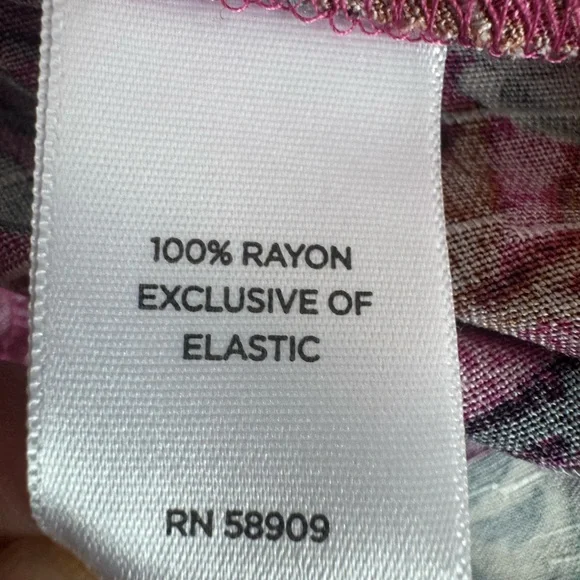 100% RAYON
EXCLUSIVE OF
ELASTIC
RN 58909